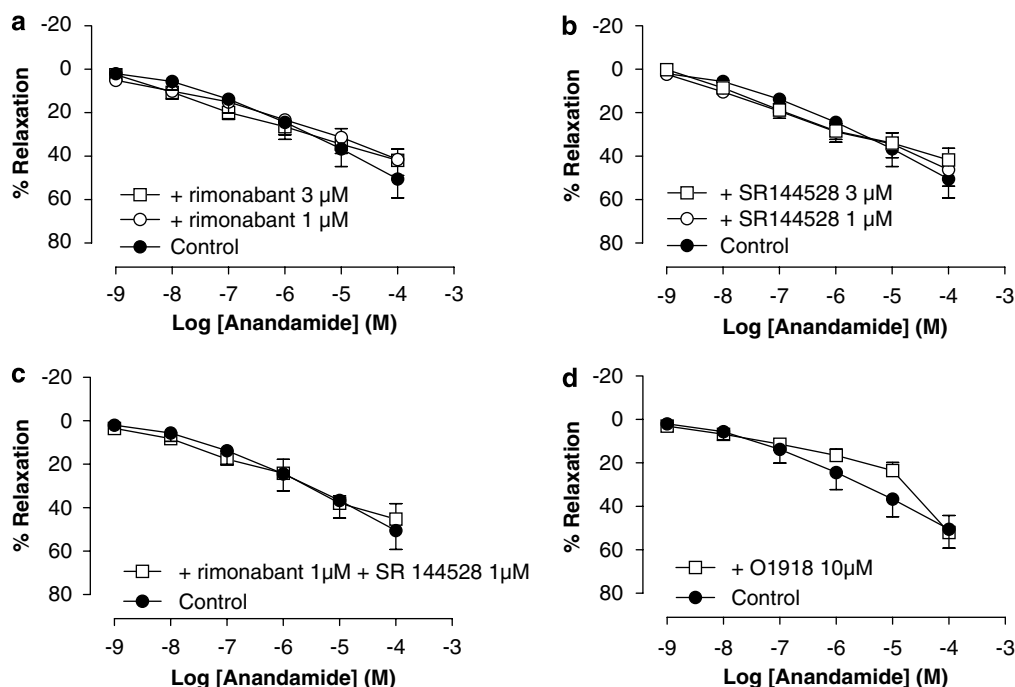 a
-20
0
20
40
60
80
% Relaxation
+ rimonabant 3 µM
+ rimonabant 1 µM
Control
-9 -8 -7 -6 -5 -4 -3
Log [Anandamide] (M)
b
-20
0
20
40
60
80
% Relaxation
+ SR144528 3 µM
+ SR144528 1 µM
Control
-9 -8 -7 -6 -5 -4 -3
Log [Anandamide] (M)
c
-20
0
20
40
60
80
% Relaxation
+ rimonabant 1µM + SR 144528 1µM
Control
-9 -8 -7 -6 -5 -4 -3
Log [Anandamide] (M)
d
-20
0
20
40
60
80
% Relaxation
+ O1918 10µM
Control
-9 -8 -7 -6 -5 -4 -3
Log [Anandamide] (M)